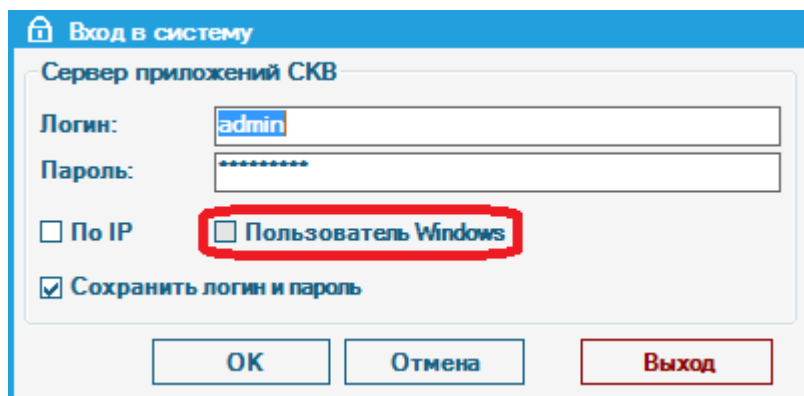 Вход в систему
Сервер приложений СКВ
Логин: admin
Пароль: *********
По IP Пользователь Windows
Сохранить логин и пароль
OK Отмена Выход